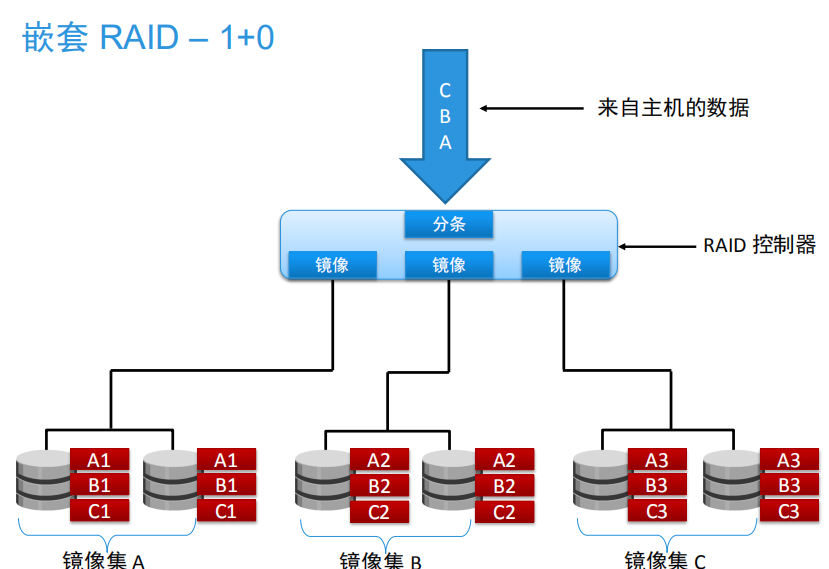 嵌套 RAID – 1+0
C
B
A
来自主机的数据
分条
RAID 控制器
镜像
镜像
镜像
A1
A1
A2
A2
A3
A3
B1
B1
B2
B2
B3
B3
C1
C1
C2
C2
C3
C3
镜像集 A
镜像集 B
镜像集 C